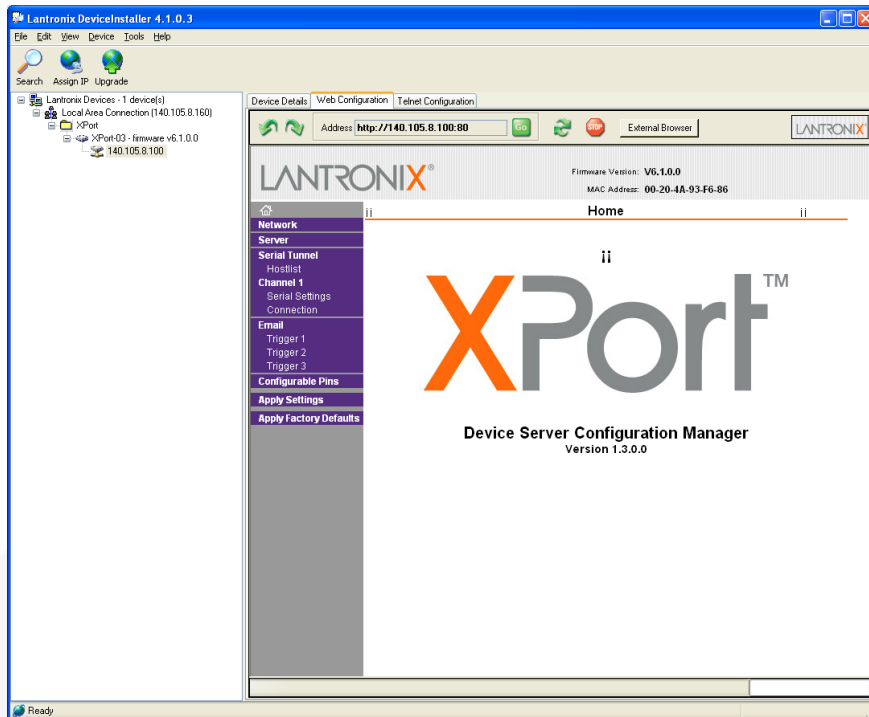 Lantronix DeviceInstaller 4.1.0.3
File Edit View Device Tools Help
Search Assign IP Upgrade
Lantronix Devices - 1 device(s)
Local Area Connection (140.105.8.160)
XPort
XPort-03 - firmware v6.1.0.0
140.105.8.100
Device Details Web Configuration Telnet Configuration
Address http://140.105.8.100:80 Go STOP External Browser LANTRONIX
LANTRONIX®
Firmware Version: V6.1.0.0
MAC Address: 00-20-4A-93-F6-86
¡¡ Home ¡¡
Network
Server
Serial Tunnel
Hostlist
Channel 1
Serial Settings
Connection
Email
Trigger 1
Trigger 2
Trigger 3
Configurable Pins
Apply Settings
Apply Factory Defaults
¡¡
XPort™
Device Server Configuration Manager
Version 1.3.0.0
Ready